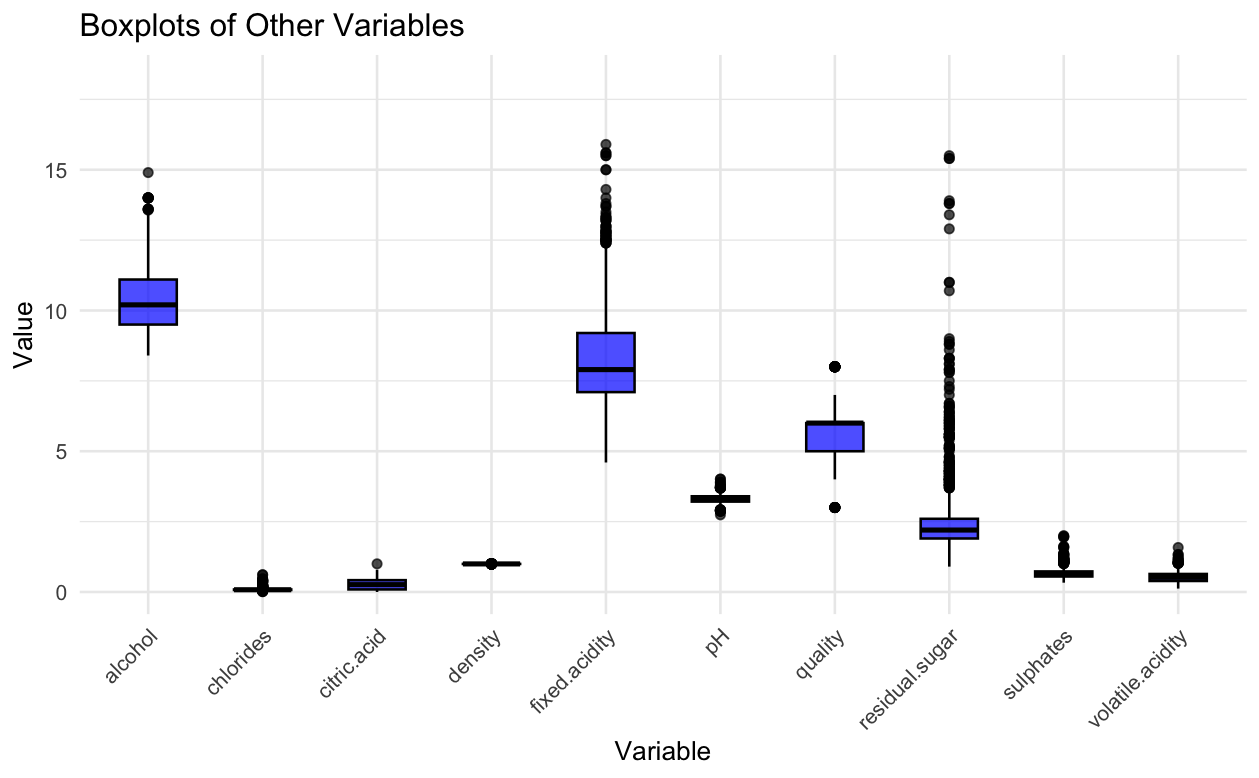 Boxplots of Other Variables
Value
15
10
5
0
alcohol
chlorides
citric.acid
density
fixed.acidity
pH
quality
residual.sugar
sulphates
volatile.acidity
Variable